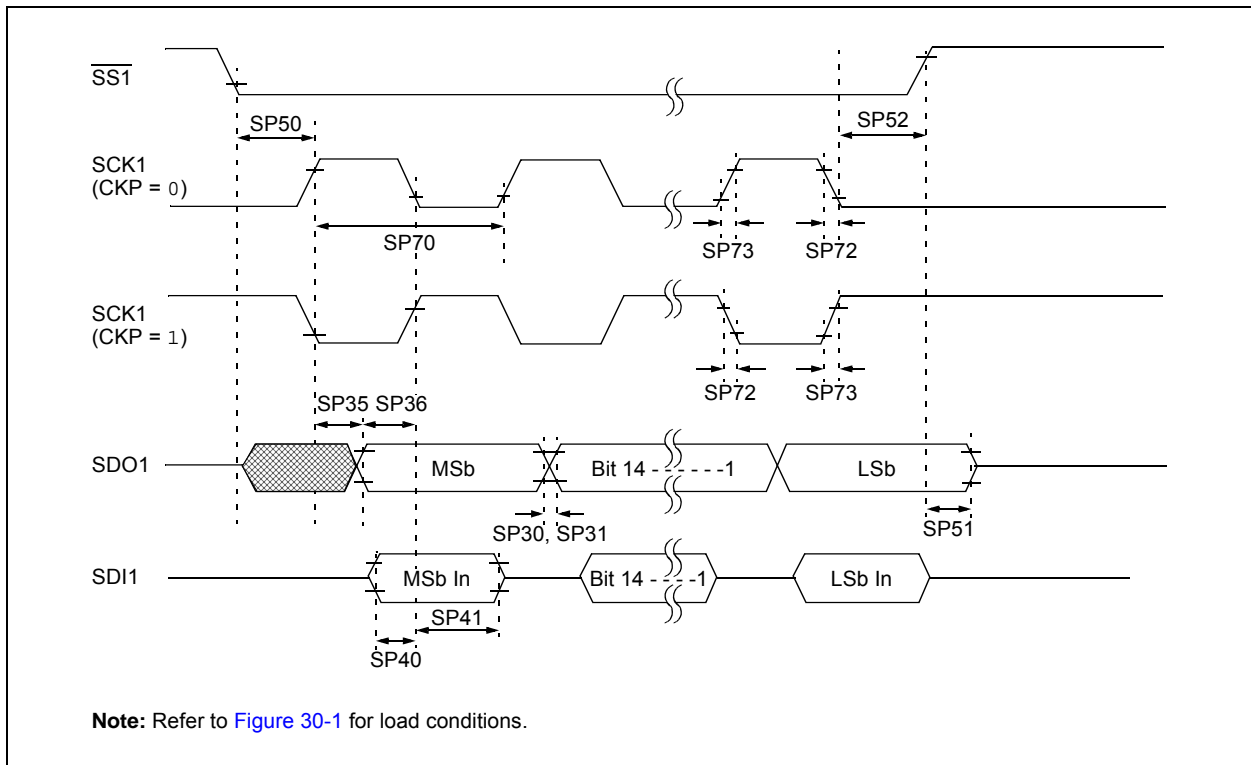 SS1
SP50
SP52
SCK1
(CKP = 0)
SP70
SP73
SP72
SCK1
(CKP = 1)
SP72
SP73
SP35 SP36
SDO1
MSb
Bit 14 - - - - - - -1
LSb
SP30, SP31
SP51
SDI1
MSb In
Bit 14 - - - -1
LSb In
SP41
SP40
Note: Refer to Figure 30-1 for load conditions.